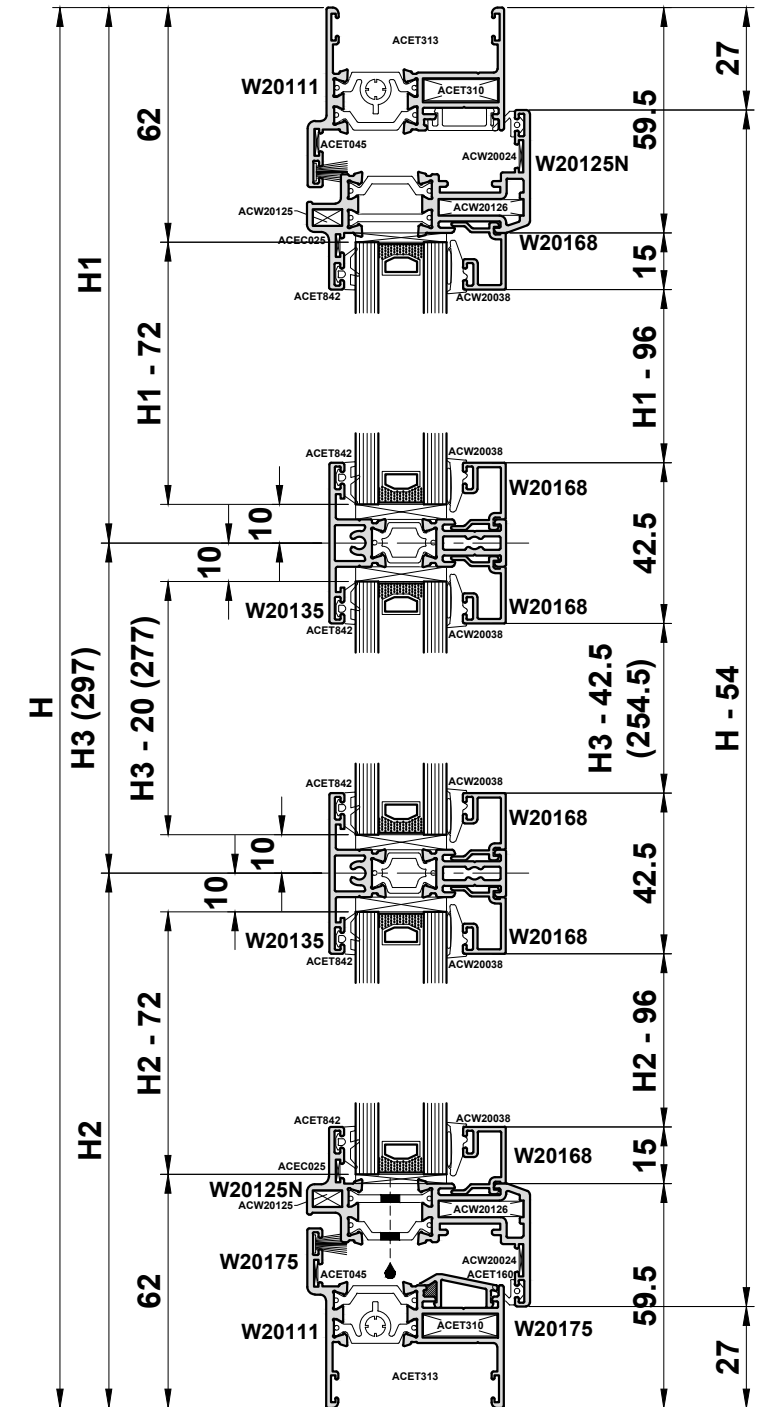 ACET313
27
W20111
62
ACET310
59.5
ACET045
ACW20024
W20125N
ACW20125
ACW20126
ACEC025
W20168
15
ACET842
ACW20038
H1
H1 - 72
H1 - 96
ACET842
ACW20038
W20168
10
10
42.5
W20135
W20168
ACET842
ACW20038
H
H3 (297)
H3 - 20 (277)
H3 - 42.5
(254.5)
H - 54
ACET842
ACW20038
W20168
10
10
42.5
W20135
W20168
ACET842
ACW20038
H2
H2 - 72
H2 - 96
ACET842
ACW20038
W20168
15
ACEC025
W20125N
ACW20125
ACW20126
W20175
ACW20024
ACET045
ACET160
62
59.5
W20111
ACET310
W20175
27
ACET313